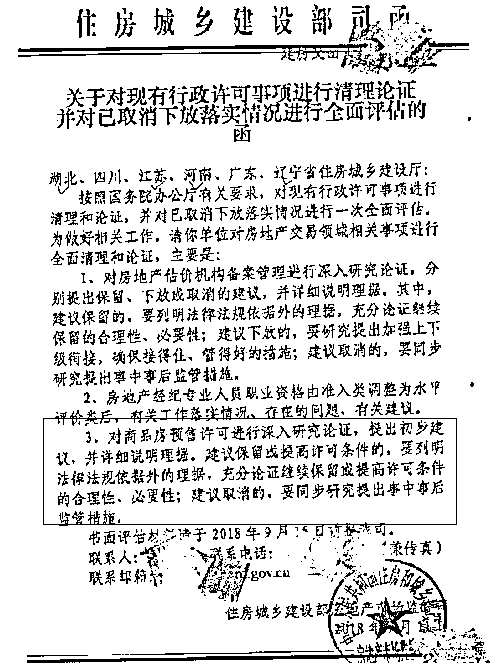 住房城乡建设部司函
关于对现有行政许可事项进行清理论证
并对已取消下放落实情况进行全面评估的
函
湖北、四川、江苏、河南、广东、辽宁省住房城乡建设厅：
按照国务院办公厅有关要求，对现有行政许可事项进行
清理和论证，并对已取消下放落实情况进行一次全面评估。
为做好相关工作，请你单位对房地产交易领域相关事项进行
全面清理和论证，主要是：
1、对房地产估价机构备案管理进行深入研究论证，分
别提出保留、下放或取消的建议，并详细说明理据。其中，
建议保留的，要列明法律法规依据外的理据，充分论证继续
保留的合理性、必要性；建议下放的，要研究提出加强上下
级衔接，确保接得住、管得好的措施；建议取消的，要同步
研究提出事中事后监管措施。
2、房地产经纪专业人员职业资格由准入类调整为水平
评价类后，有关工作落实情况、存在的问题、有关建议。
3、对商品房预售许可进行深入研究论证，提出初步建
议，并详细说明理据。建议保留或提高许可条件的，要列明
法律法规依据外的理据，充分论证继续保留或提高许可条件
的合理性、必要性；建议取消的，要同步研究提出事中事后
监管措施。
书面评估材 请于2018年9月 日 司。
联系人： 联系电话： （兼传真）
联系邮箱 .gov.cn
住房城乡建设部 产市场监
2018年 月